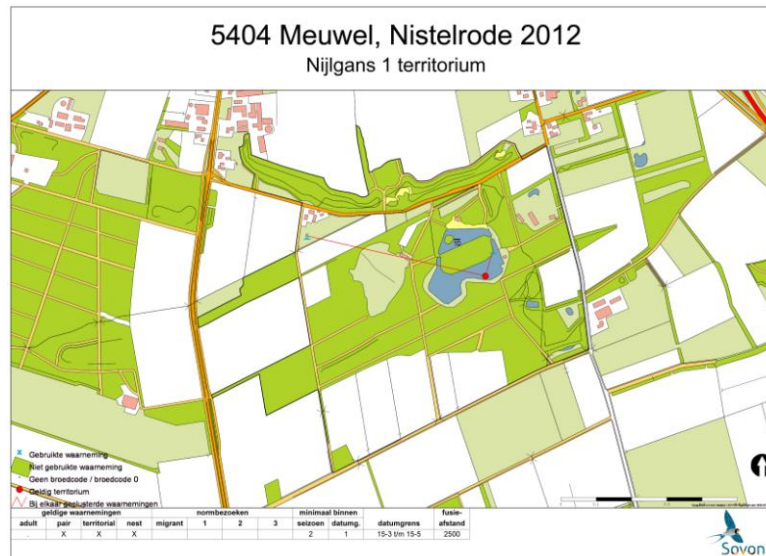 5404 Meuwel, Nistelrode 2012
Nijlgans 1 territorium
Gebruikte waarneming
Niet gebruikte waarneming
Geen broedcode / broedcode 0
Geldig territorium
Bij elkaar geclusterde waarnemingen
geldige waarnemingen normbezoeken minimaal binnen fusie-
adult pair territorial nest migrant 1 2 3 seizoen datumg. datumgrens afstand
. X X X 2 1 15-3 t/m 15-5 2500
Sovon